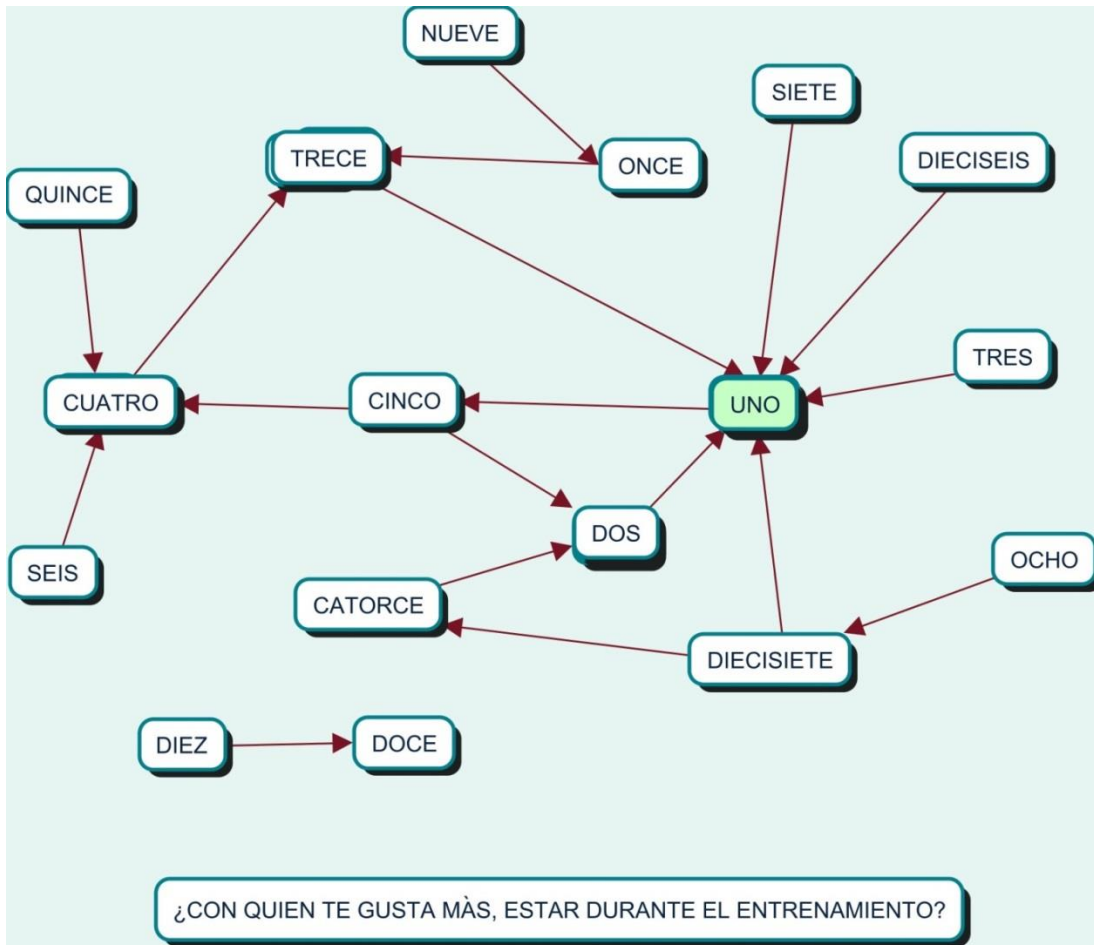 NUEVE
SIETE
TRECE
ONCE
DIECISEIS
QUINCE
TRES
CUATRO
CINCO
UNO
DOS
OCHO
SEIS
CATORCE
DIECISIETE
DIEZ
DOCE
¿CON QUIEN TE GUSTA MÀS, ESTAR DURANTE EL ENTRENAMIENTO?